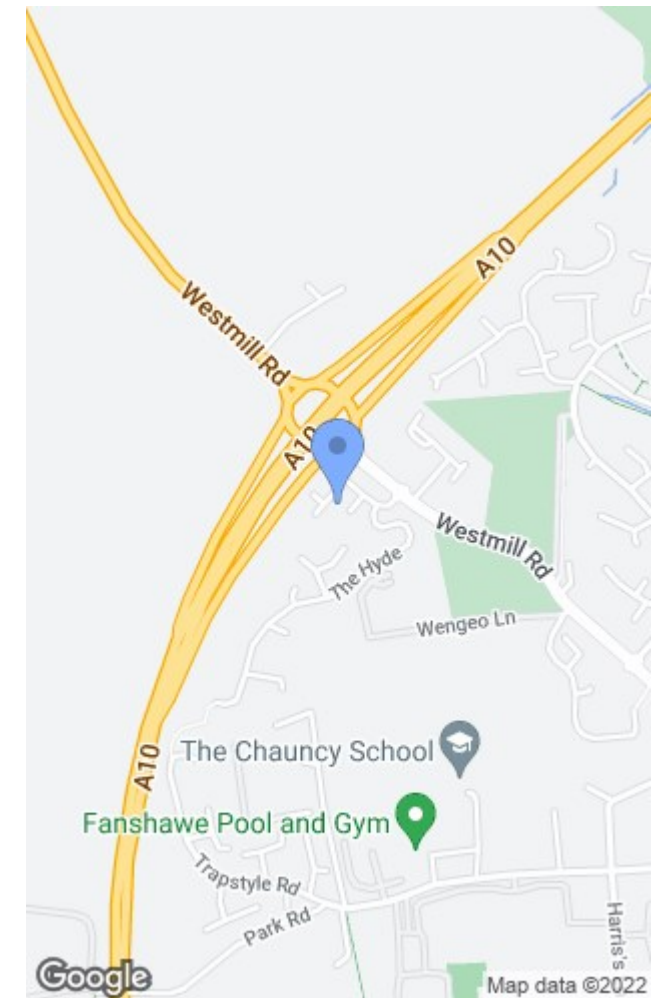 A10
Westmill Rd
A10
Westmill Rd
The Hyde
Wengeo Ln
A10
The Chauncy School
Fanshawe Pool and Gym
Trapstyle Rd
Park Rd
Harris's
Google
Map data ©2022